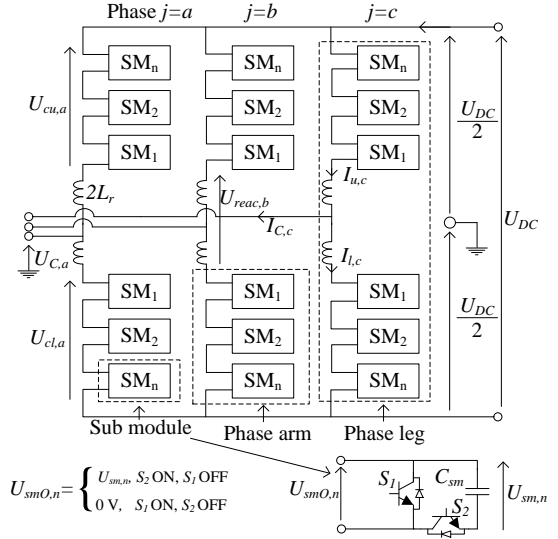 Phase j=a
j=b
j=c
SMn
SMn
SMn
Ucu,a
SM2
SM2
SM2
UDC/2
SM1
SM1
SM1
2Lr
Ureac,b
Iu,c
UDC
IC,c
UC,a
Il,c
SM1
SM1
SM1
UDC/2
Ucl,a
SM2
SM2
SM2
SMn
SMn
SMn
Sub module
Phase arm
Phase leg
UsmO,n= { Usm,n, S2 ON, S1 OFF
0 V, S1 ON, S2 OFF
UsmO,n
S1
Csm
S2
Usm,n